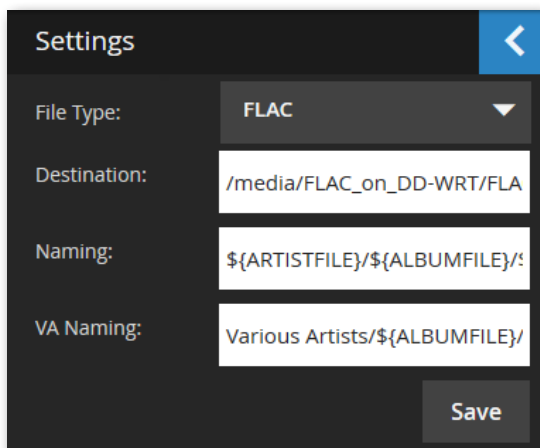 Settings
File Type: FLAC
Destination: /media/FLAC_on_DD-WRT/FLA
Naming: ${ARTISTFILE}/${ALBUMFILE}/
VA Naming: Various Artists/${ALBUMFILE}/
Save